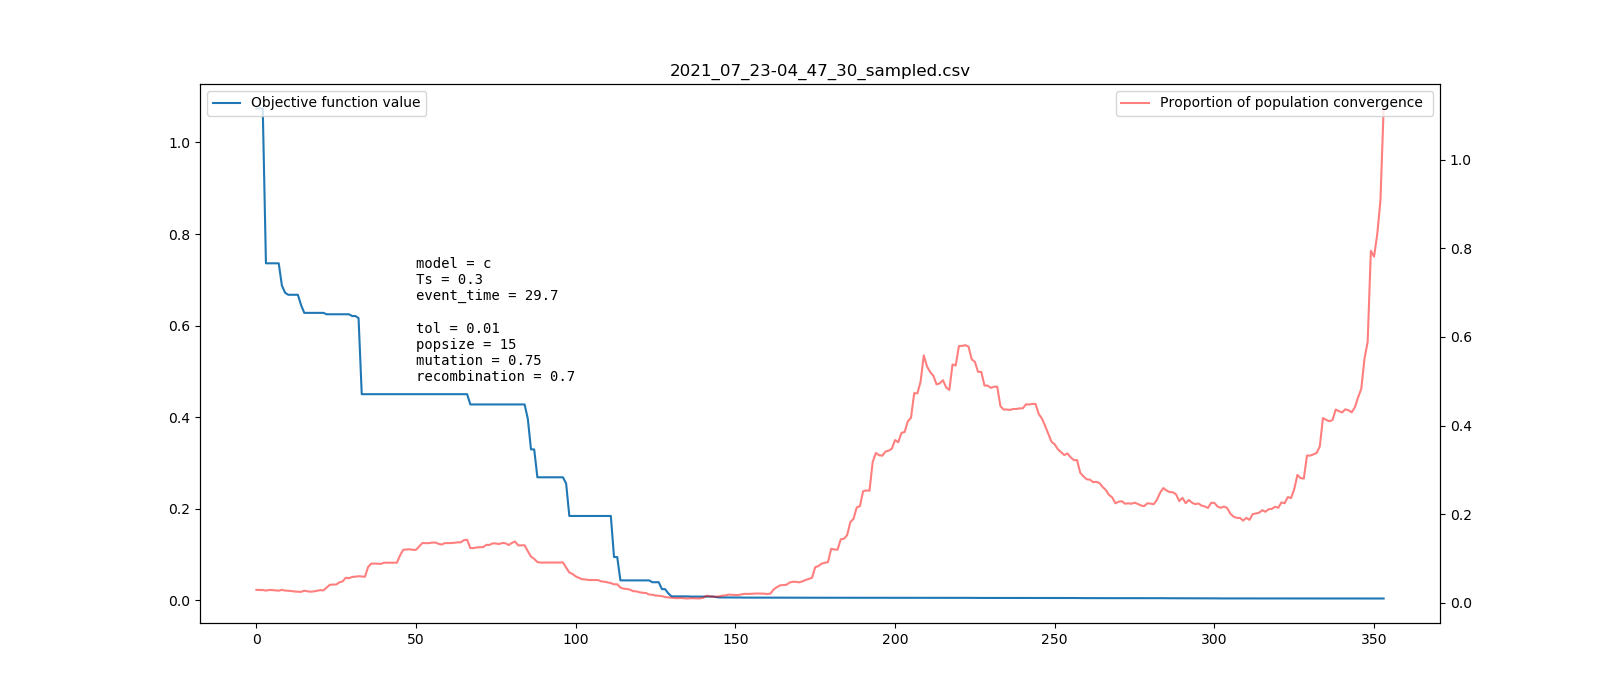 2021_07_23-04_47_30_sampled.csv
Objective function value
Proportion of population convergence
1.0
0.8
0.6
0.4
0.2
0.0
model = c
Ts = 0.3
event_time = 29.7
tol = 0.01
popsize = 15
mutation = 0.75
recombination = 0.7
1.0
0.8
0.6
0.4
0.2
0.0
0 50 100 150 200 250 300 350